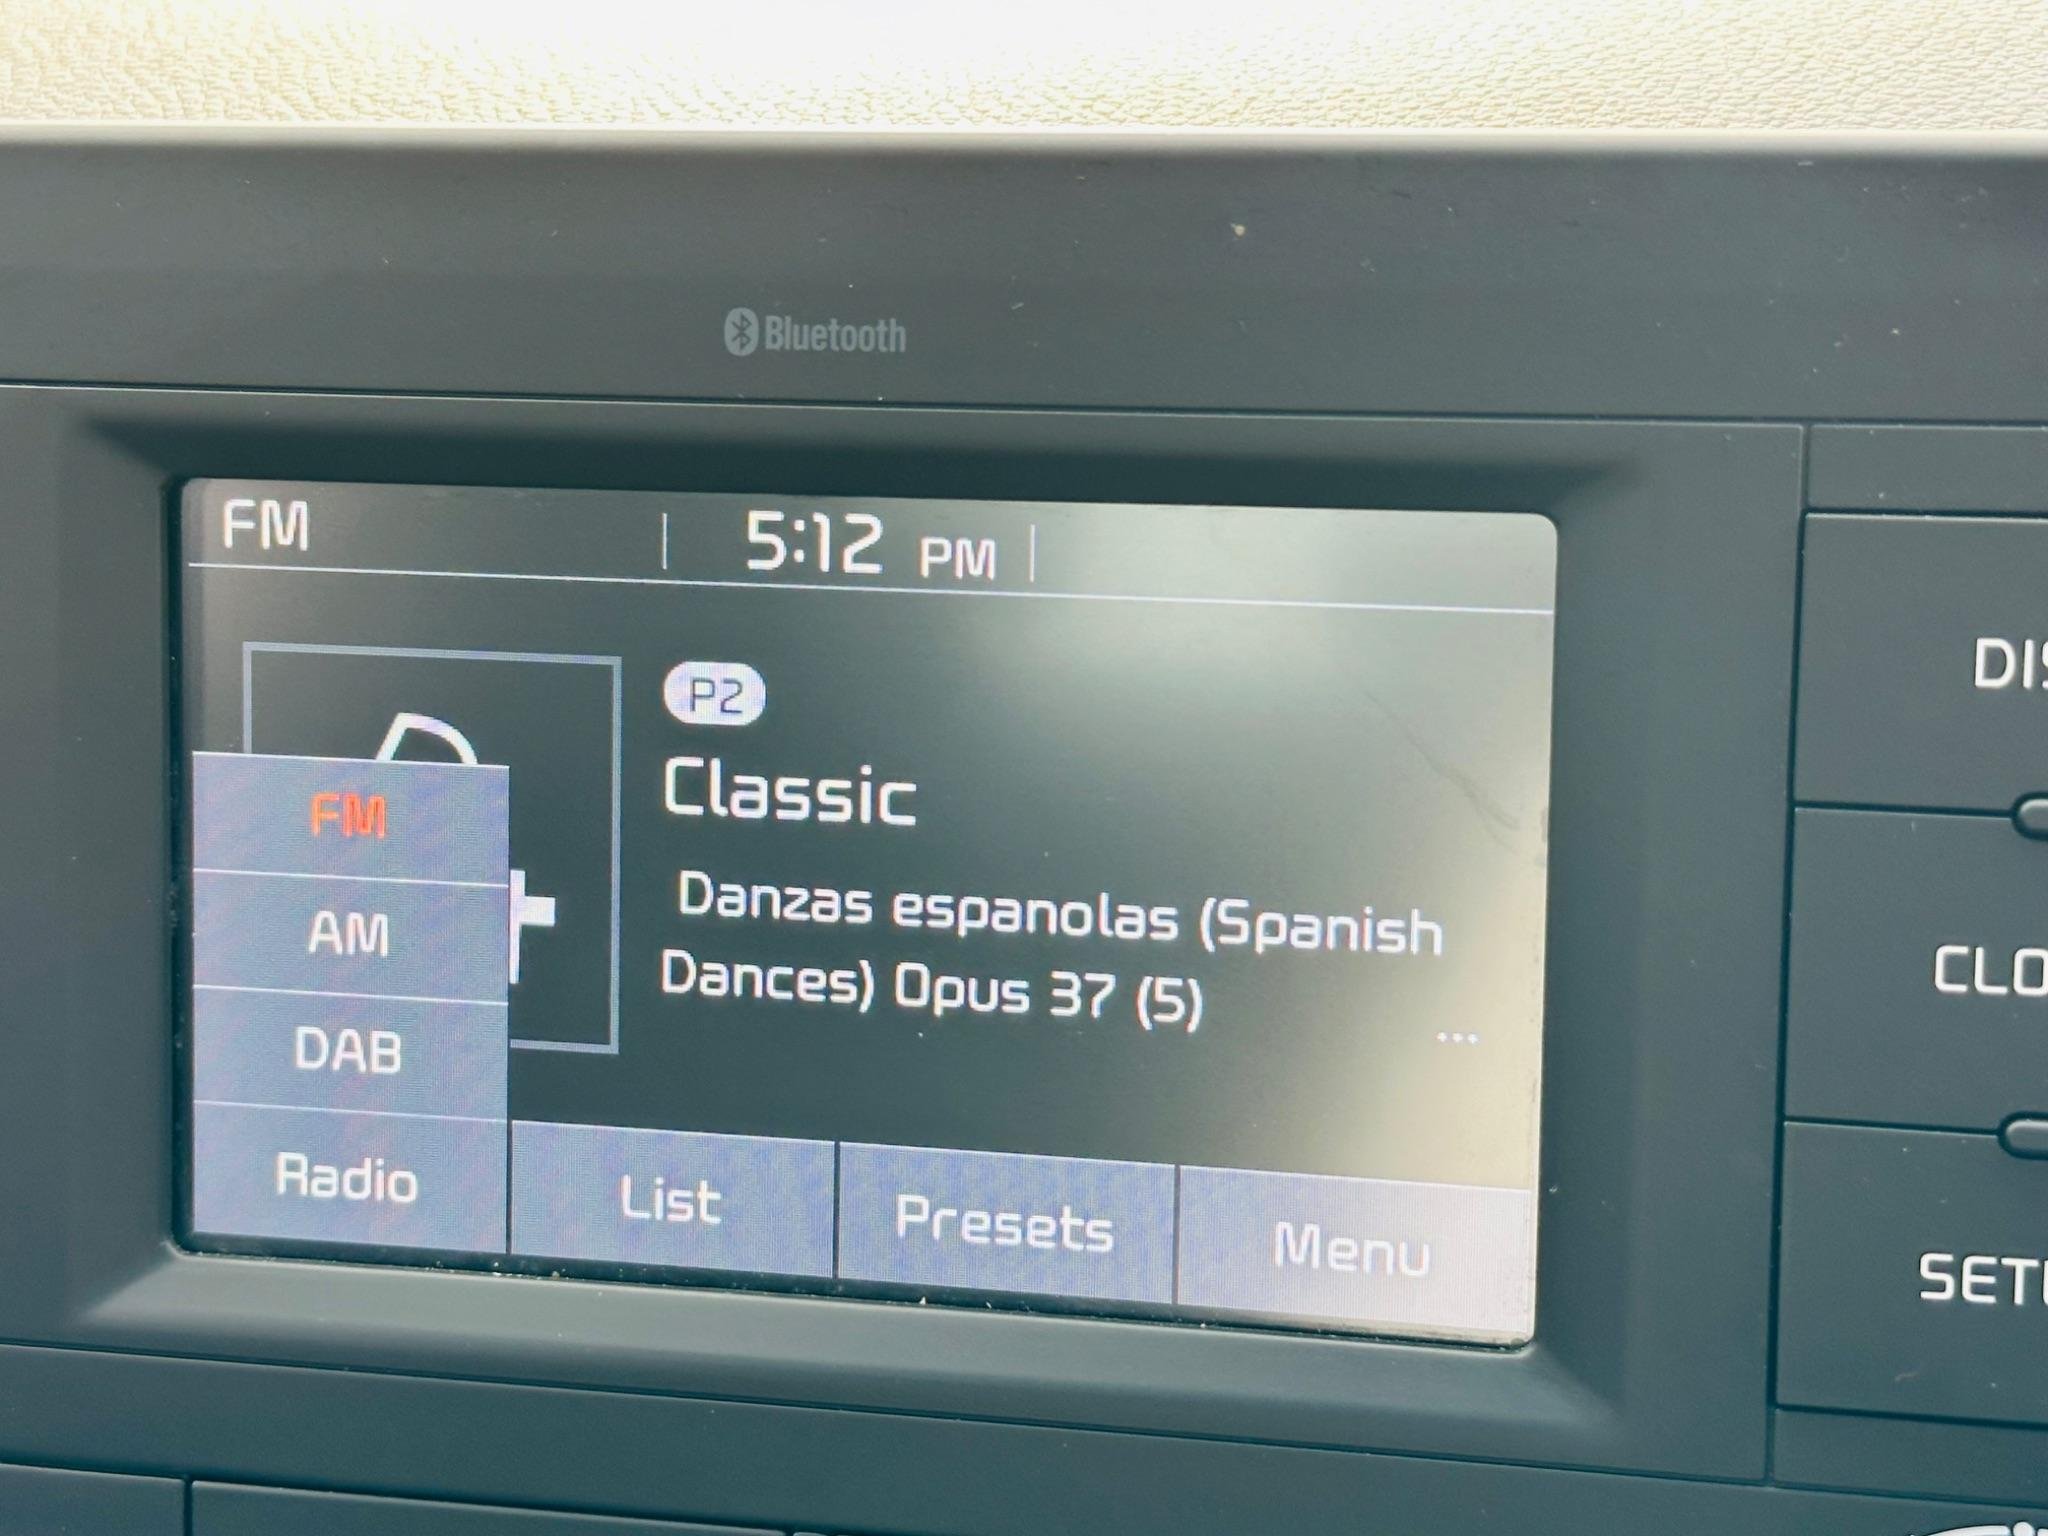 Bluetooth
FM
5:12 PM
P2
Classic
Danzas espanolas (Spanish
Dances) Opus 37 (5)
...
FM
AM
DAB
Radio
List
Presets
Menu